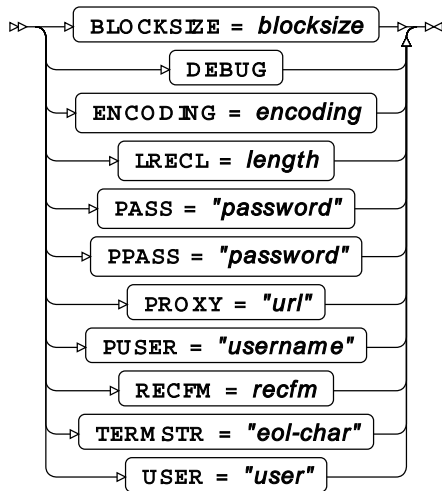 BLOCKSIZE = blocksize
DEBUG
ENCODING = encoding
LRECL = length
PASS = "password"
PPASS = "password"
PROXY = "url"
PUSER = "username"
RECFM = recfm
TERMSTR = "eol-char"
USER = "user"